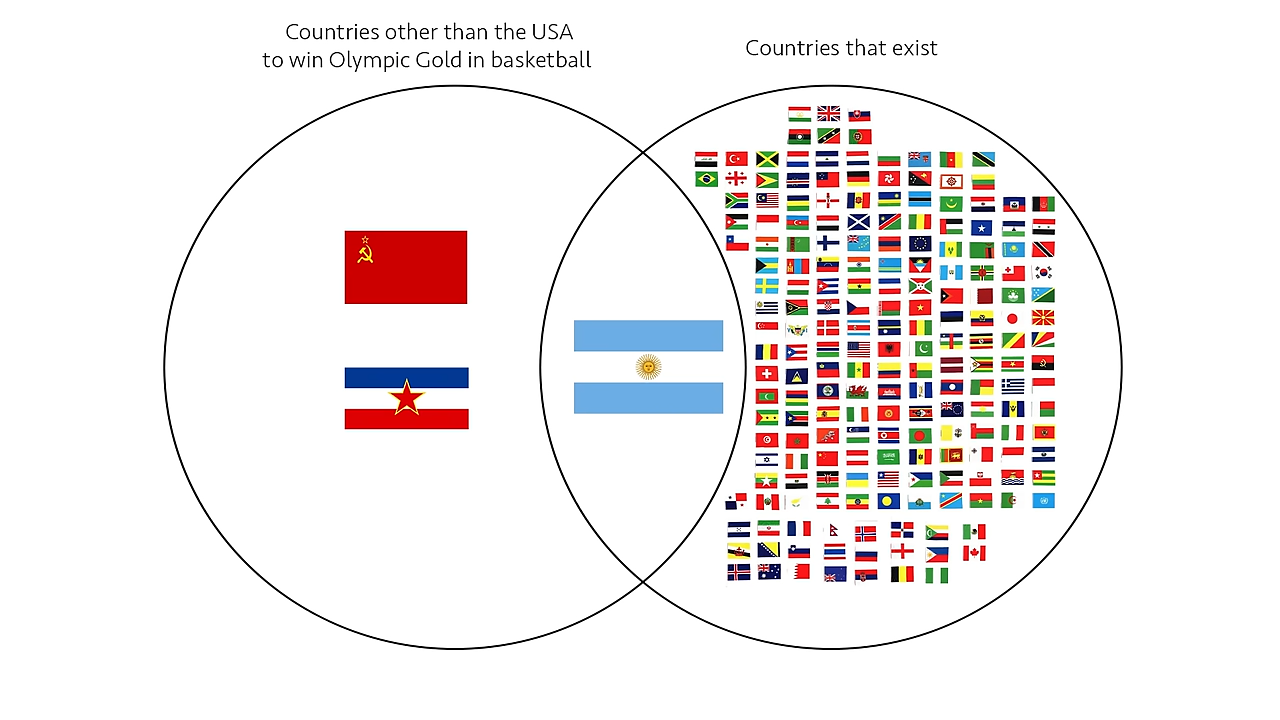 Countries other than the USA
to win Olympic Gold in basketball
Countries that exist